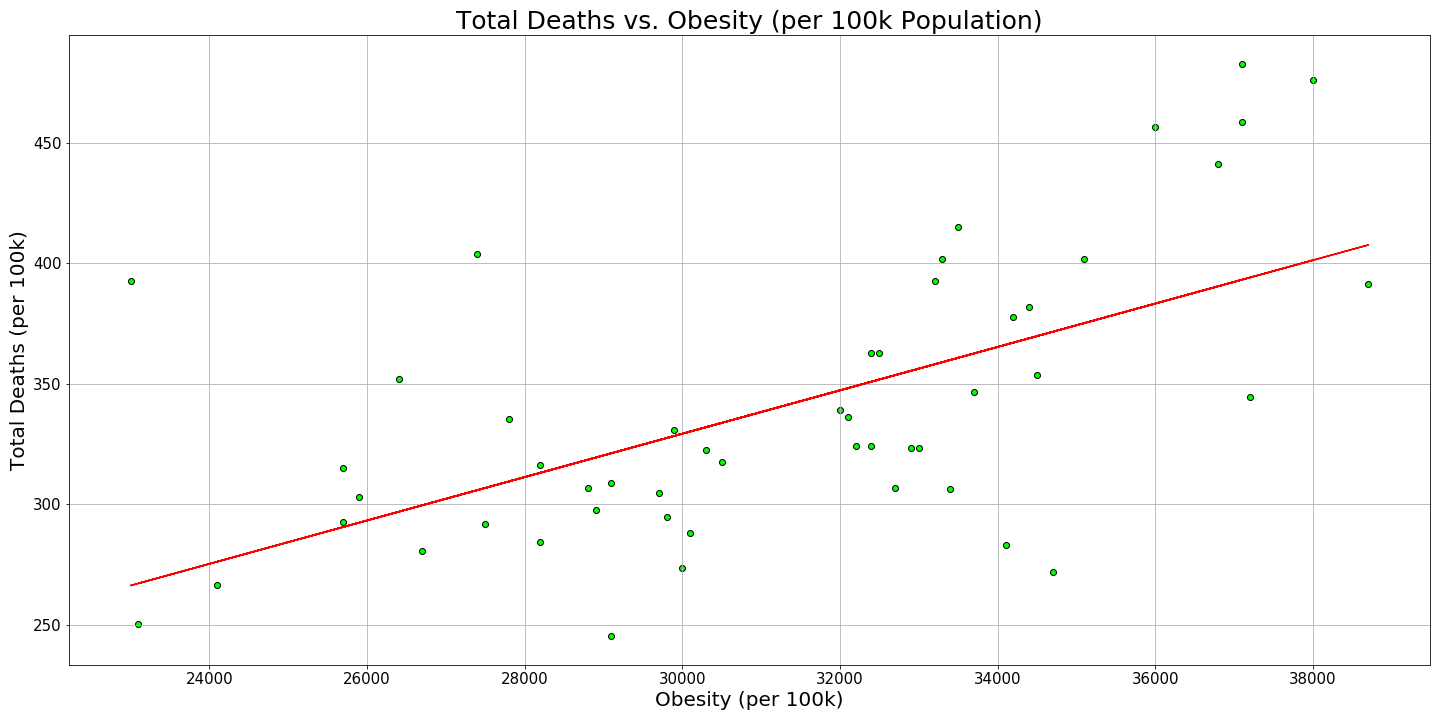 Total Deaths vs. Obesity (per 100k Population)
Total Deaths (per 100k)
450
400
350
300
250
24000 26000 28000 30000 32000 34000 36000 38000
Obesity (per 100k)